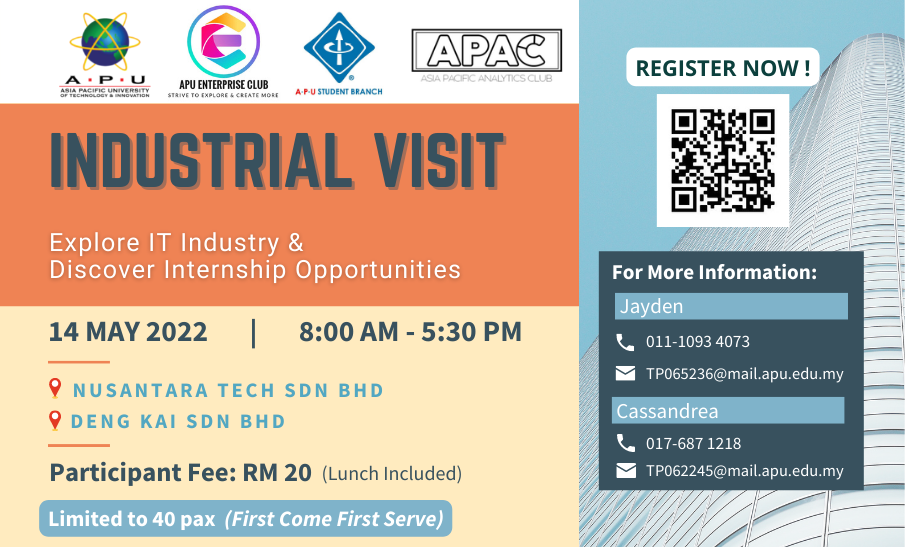 A·P·U
ASIA PACIFIC UNIVERSITY
OF TECHNOLOGY & INNOVATION
APU ENTERPRISE CLUB
STRIVE TO EXPLORE & CREATE MORE
®
A·P·U STUDENT BRANCH
APAC
ASIA PACIFIC ANALYTICS CLUB
INDUSTRIAL VISIT
Explore IT Industry &
Discover Internship Opportunities
14 MAY 2022 | 8:00 AM - 5:30 PM
NUSANTARA TECH SDN BHD
DENG KAI SDN BHD
Participant Fee: RM 20 (Lunch Included)
Limited to 40 pax (First Come First Serve)
REGISTER NOW !
For More Information:
Jayden
011-1093 4073
TP065236@mail.apu.edu.my
Cassandrea
017-687 1218
TP062245@mail.apu.edu.my